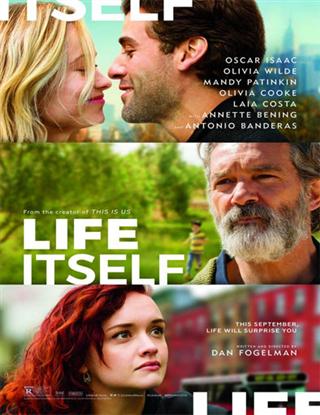 ITSELF
OSCAR ISAAC
OLIVIA WILDE
MANDY PATINKIN
OLIVIA COOKE
LAIA COSTA
WITH ANNETTE BENING
AND ANTONIO BANDERAS
From the creator of THIS IS US
LIFE
ITSELF
THIS SEPTEMBER,
LIFE WILL SURPRISE YOU
WRITTEN AND DIRECTED BY
DAN FOGELMAN
R
LIFE